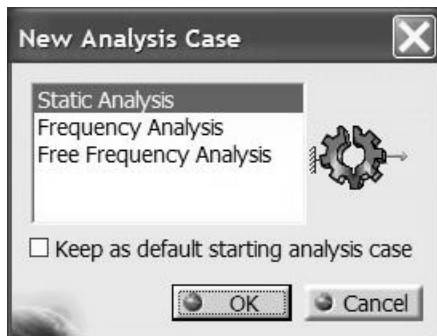 New Analysis Case
Static Analysis
Frequency Analysis
Free Frequency Analysis
Keep as default starting analysis case
OK
Cancel